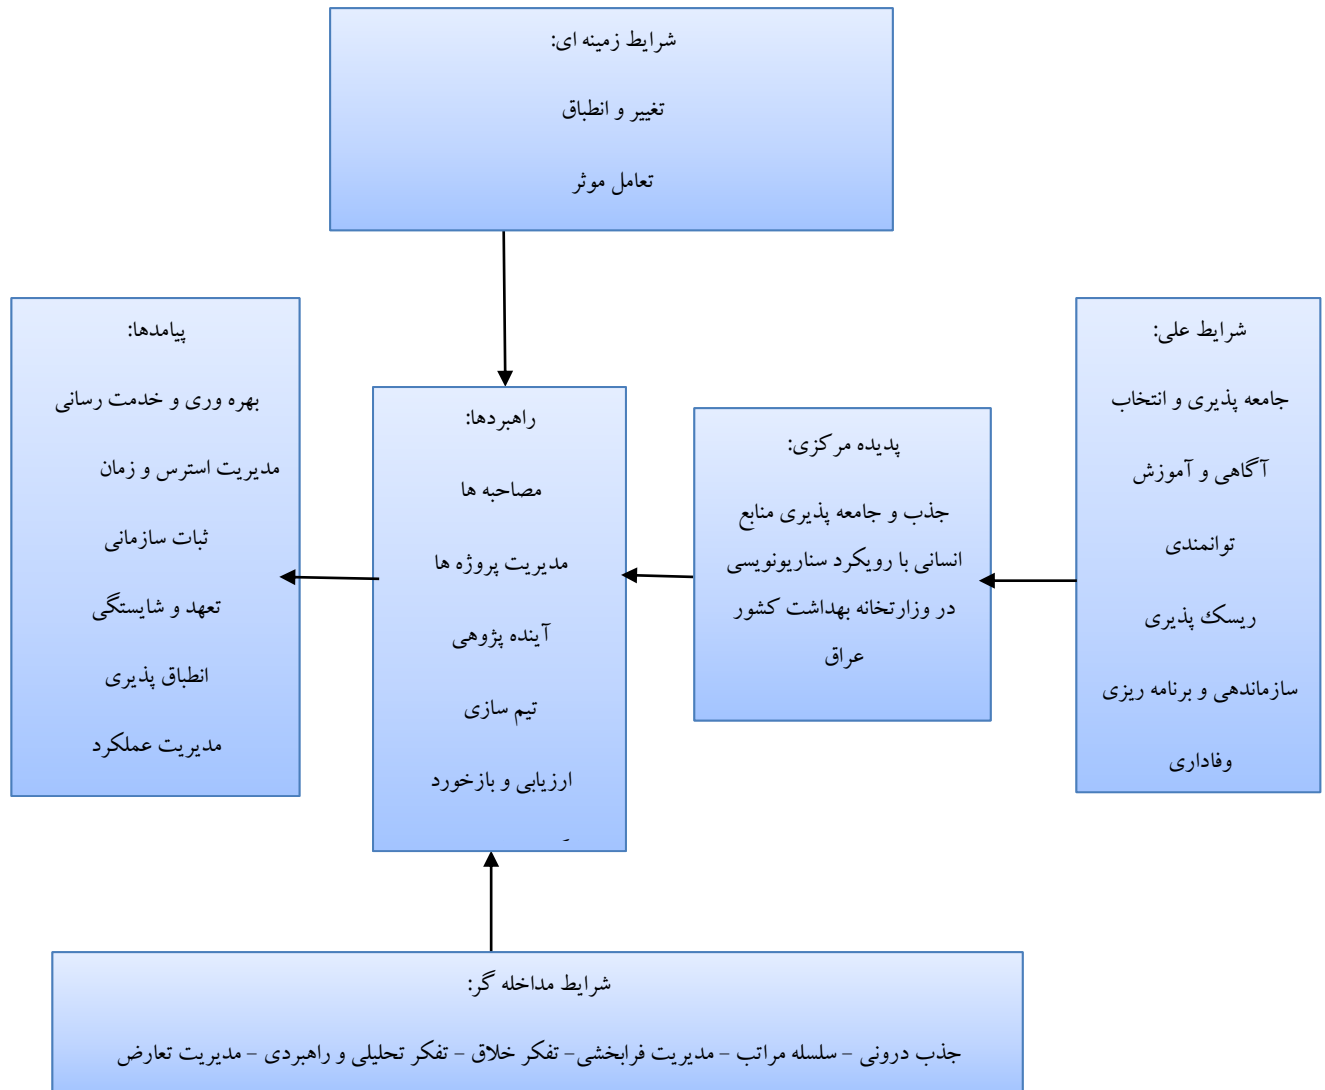 شرایط زمینه ای:
تغییر و انطباق
تعامل موثر
شرایط علی:
جامعه پذیری و انتخاب
آگاهی و آموزش
توانمندی
ریسک پذیری
سازماندهی و برنامه ریزی
وفاداری
پدیده مرکزی:
جذب و جامعه پذیری منابع
انسانی با رویکرد سناریونویسی
در وزارتخانه بهداشت کشور
عراق
راهبردها:
مصاحبه ها
مدیریت پروژه ها
آینده پژوهی
تیم سازی
ارزیابی و بازخورد
پیامدها:
بهره وری و خدمت رسانی
مدیریت استرس و زمان
ثبات سازمانی
تعهد و شایستگی
انطباق پذیری
مدیریت عملکرد
شرایط مداخله گر:
جذب درونی – سلسله مراتب – مدیریت فرابخشی– تفکر خلاق – تفکر تحلیلی و راهبردی – مدیریت تعارض